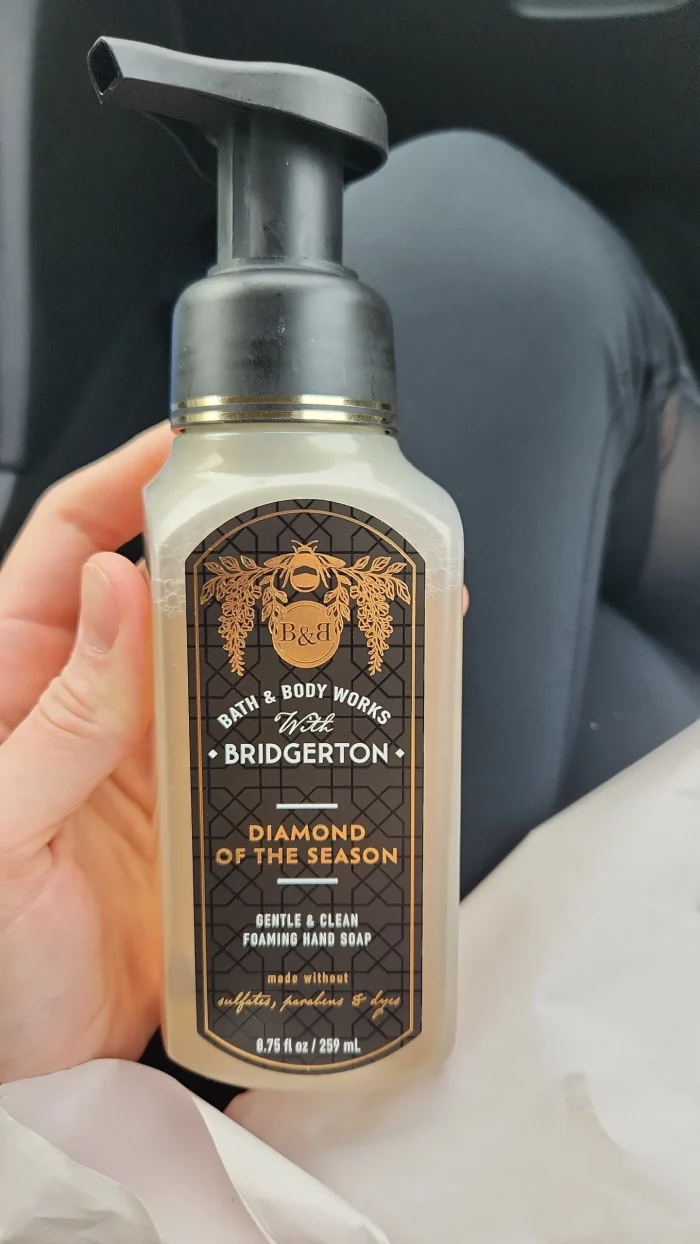 B&B
BATH & BODY WORKS
With
BRIDGERTON
DIAMOND
OF THE SEASON
GENTLE & CLEAN
FOAMING HAND SOAP
made without
sulfates, parabens & dyes
8.75 fl oz / 259 mL